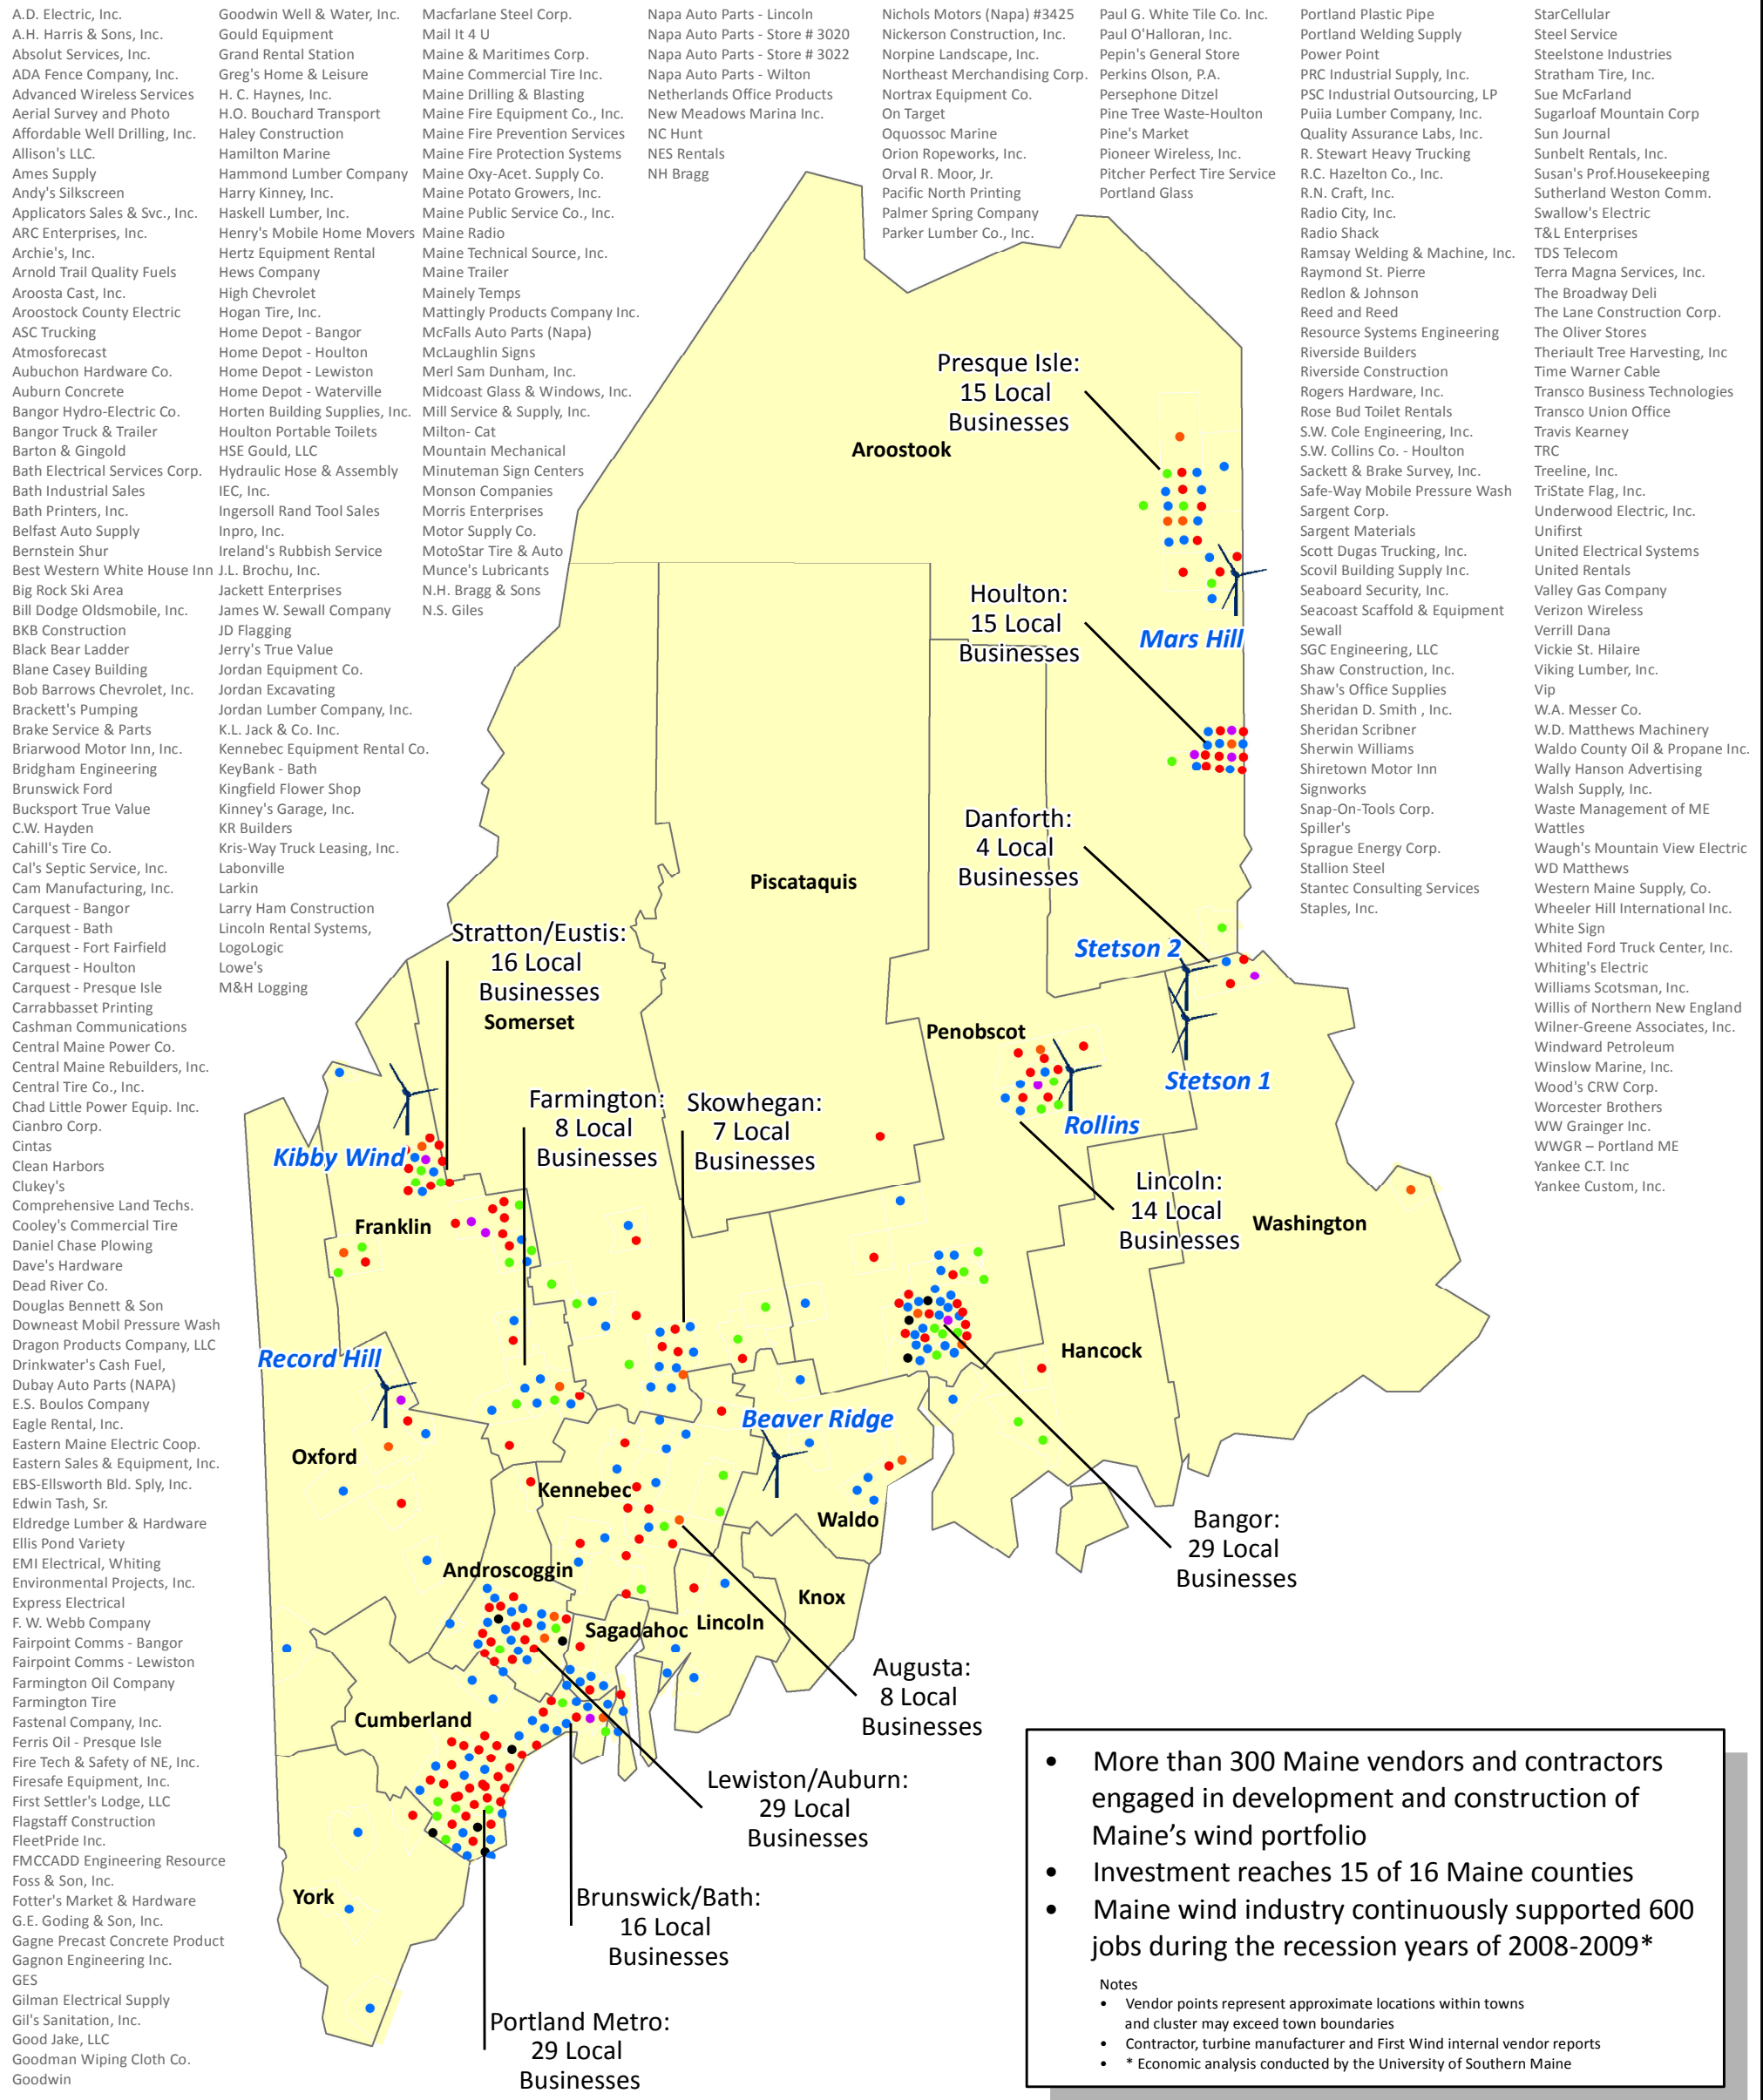 A.D. Electric, Inc.
A.H. Harris & Sons, Inc.
Absolut Services, Inc.
ADA Fence Company, Inc.
Advanced Wireless Services
Aerial Survey and Photo
Affordable Well Drilling, Inc.
Allison's LLC.
Ames Supply
Andy's Silkscreen
Applicators Sales & Svc., Inc.
ARC Enterprises, Inc.
Archie's, Inc.
Arnold Trail Quality Fuels
Aroosta Cast, Inc.
Aroostock County Electric
ASC Trucking
Atmosforecast
Aubuchon Hardware Co.
Auburn Concrete
Bangor Hydro-Electric Co.
Bangor Truck & Trailer
Barton & Gingold
Bath Electrical Services Corp.
Bath Industrial Sales
Bath Printers, Inc.
Belfast Auto Supply
Bernstein Shur
Best Western White House Inn
Big Rock Ski Area
Bill Dodge Oldsmobile, Inc.
BKB Construction
Black Bear Ladder
Blane Casey Building
Bob Barrows Chevrolet, Inc.
Brackett's Pumping
Brake Service & Parts
Briarwood Motor Inn, Inc.
Bridgham Engineering
Brunswick Ford
Bucksport True Value
C.W. Hayden
Cahill's Tire Co.
Cal's Septic Service, Inc.
Cam Manufacturing, Inc.
Carquest - Bangor
Carquest - Bath
Carquest - Fort Fairfield
Carquest - Houlton
Carquest - Presque Isle
Carrabbasset Printing
Cashman Communications
Central Maine Power Co.
Central Maine Rebuilders, Inc.
Central Tire Co., Inc.
Chad Little Power Equip. Inc.
Cianbro Corp.
Cintas
Clean Harbors
Clukey's
Comprehensive Land Techs.
Cooley's Commercial Tire
Daniel Chase Plowing
Dave's Hardware
Dead River Co.
Douglas Bennett & Son
Downeast Mobil Pressure Wash
Dragon Products Company, LLC
Drinkwater's Cash Fuel,
Dubay Auto Parts (NAPA)
E.S. Boulos Company
Eagle Rental, Inc.
Eastern Maine Electric Coop.
Eastern Sales & Equipment, Inc.
EBS-Ellsworth Bld. Sply, Inc.
Edwin Tash, Sr.
Eldredge Lumber & Hardware
Ellis Pond Variety
EMI Electrical, Whiting
Environmental Projects, Inc.
Express Electrical
F. W. Webb Company
Fairpoint Comms - Bangor
Fairpoint Comms - Lewiston
Farmington Oil Company
Farmington Tire
Fastenal Company, Inc.
Ferris Oil - Presque Isle
Fire Tech & Safety of NE, Inc.
Firesafe Equipment, Inc.
First Settler's Lodge, LLC
Flagstaff Construction
FleetPride Inc.
FMCCADD Engineering Resource
Foss & Son, Inc.
Fotter's Market & Hardware
G.E. Goding & Son, Inc.
Gagne Precast Concrete Product
Gagnon Engineering Inc.
GES
Gilman Electrical Supply
Gil's Sanitation, Inc.
Good Jake, LLC
Goodman Wiping Cloth Co.
Goodwin
Goodwin Well & Water, Inc.
Gould Equipment
Grand Rental Station
Greg's Home & Leisure
H. C. Haynes, Inc.
H.O. Bouchard Transport
Haley Construction
Hamilton Marine
Hammond Lumber Company
Harry Kinney, Inc.
Haskell Lumber, Inc.
Henry's Mobile Home Movers
Hertz Equipment Rental
Hews Company
High Chevrolet
Hogan Tire, Inc.
Home Depot - Bangor
Home Depot - Houlton
Home Depot - Lewiston
Home Depot - Waterville
Horten Building Supplies, Inc.
Houlton Portable Toilets
HSE Gould, LLC
Hydraulic Hose & Assembly
IEC, Inc.
Ingersoll Rand Tool Sales
Inpro, Inc.
Ireland's Rubbish Service
J.L. Brochu, Inc.
Jackett Enterprises
James W. Sewall Company
JD Flagging
Jerry's True Value
Jordan Equipment Co.
Jordan Excavating
Jordan Lumber Company, Inc.
K.L. Jack & Co. Inc.
Kennebec Equipment Rental Co.
KeyBank - Bath
Kingfield Flower Shop
Kinney's Garage, Inc.
KR Builders
Kris-Way Truck Leasing, Inc.
Labonville
Larkin
Larry Ham Construction
Lincoln Rental Systems,
LogoLogic
Lowe's
M&H Logging
Macfarlane Steel Corp.
Mail It 4 U
Maine & Maritimes Corp.
Maine Commercial Tire Inc.
Maine Drilling & Blasting
Maine Fire Equipment Co., Inc.
Maine Fire Prevention Services
Maine Fire Protection Systems
Maine Oxy-Acet. Supply Co.
Maine Potato Growers, Inc.
Maine Public Service Co., Inc.
Maine Radio
Maine Technical Source, Inc.
Maine Trailer
Mainely Temps
Mattingly Products Company Inc.
McFalls Auto Parts (Napa)
McLaughlin Signs
Merl Sam Dunham, Inc.
Midcoast Glass & Windows, Inc.
Mill Service & Supply, Inc.
Milton- Cat
Mountain Mechanical
Minuteman Sign Centers
Monson Companies
Morris Enterprises
Motor Supply Co.
MotoStar Tire & Auto
Munce's Lubricants
N.H. Bragg & Sons
N.S. Giles
Napa Auto Parts - Lincoln
Napa Auto Parts - Store # 3020
Napa Auto Parts - Store # 3022
Napa Auto Parts - Wilton
Netherlands Office Products
New Meadows Marina Inc.
NC Hunt
NES Rentals
NH Bragg
Nichols Motors (Napa) #3425
Nickerson Construction, Inc.
Norpine Landscape, Inc.
Northeast Merchandising Corp.
Nortrax Equipment Co.
On Target
Oquossoc Marine
Orion Ropeworks, Inc.
Orval R. Moor, Jr.
Pacific North Printing
Palmer Spring Company
Parker Lumber Co., Inc.
Paul G. White Tile Co. Inc.
Paul O'Halloran, Inc.
Pepin's General Store
Perkins Olson, P.A.
Persephone Ditzel
Pine Tree Waste-Houlton
Pine's Market
Pioneer Wireless, Inc.
Pitcher Perfect Tire Service
Portland Glass
Portland Plastic Pipe
Portland Welding Supply
Power Point
PRC Industrial Supply, Inc.
PSC Industrial Outsourcing, LP
Puiia Lumber Company, Inc.
Quality Assurance Labs, Inc.
R. Stewart Heavy Trucking
R.C. Hazelton Co., Inc.
R.N. Craft, Inc.
Radio City, Inc.
Radio Shack
Ramsay Welding & Machine, Inc.
Raymond St. Pierre
Redlon & Johnson
Reed and Reed
Resource Systems Engineering
Riverside Builders
Riverside Construction
Rogers Hardware, Inc.
Rose Bud Toilet Rentals
S.W. Cole Engineering, Inc.
S.W. Collins Co. - Houlton
Sackett & Brake Survey, Inc.
Safe-Way Mobile Pressure Wash
Sargent Corp.
Sargent Materials
Scott Dugas Trucking, Inc.
Scovil Building Supply Inc.
Seaboard Security, Inc.
Seacoast Scaffold & Equipment
Sewall
SGC Engineering, LLC
Shaw Construction, Inc.
Shaw's Office Supplies
Sheridan D. Smith , Inc.
Sheridan Scribner
Sherwin Williams
Shiretown Motor Inn
Signworks
Snap-On-Tools Corp.
Spiller's
Sprague Energy Corp.
Stallion Steel
Stantec Consulting Services
Staples, Inc.
StarCellular
Steel Service
Steelstone Industries
Stratham Tire, Inc.
Sue McFarland
Sugarloaf Mountain Corp
Sun Journal
Sunbelt Rentals, Inc.
Susan's Prof.Housekeeping
Sutherland Weston Comm.
Swallow's Electric
T&L Enterprises
TDS Telecom
Terra Magna Services, Inc.
The Broadway Deli
The Lane Construction Corp.
The Oliver Stores
Theriault Tree Harvesting, Inc
Time Warner Cable
Transco Business Technologies
Transco Union Office
Travis Kearney
TRC
Treeline, Inc.
TriState Flag, Inc.
Underwood Electric, Inc.
Unifirst
United Electrical Systems
United Rentals
Valley Gas Company
Verizon Wireless
Verrill Dana
Vickie St. Hilaire
Viking Lumber, Inc.
Vip
W.A. Messer Co.
W.D. Matthews Machinery
Waldo County Oil & Propane Inc.
Wally Hanson Advertising
Walsh Supply, Inc.
Waste Management of ME
Wattles
Waugh's Mountain View Electric
WD Matthews
Western Maine Supply, Co.
Wheeler Hill International Inc.
White Sign
Whited Ford Truck Center, Inc.
Whiting's Electric
Williams Scotsman, Inc.
Willis of Northern New England
Wilner-Greene Associates, Inc.
Windward Petroleum
Winslow Marine, Inc.
Wood's CRW Corp.
Worcester Brothers
WW Grainger Inc.
WWGR – Portland ME
Yankee C.T. Inc
Yankee Custom, Inc.
Presque Isle:
15 Local
Businesses
Aroostook
Mars Hill
Houlton:
15 Local
Businesses
Danforth:
4 Local
Businesses
Piscataquis
Stratton/Eustis:
16 Local
Businesses
Somerset
Stetson 2
Penobscot
Stetson 1
Rollins
Farmington:
8 Local
Businesses
Skowhegan:
7 Local
Businesses
Kibby Wind
Franklin
Lincoln:
14 Local
Businesses
Washington
Record Hill
Hancock
Beaver Ridge
Oxford
Kennebec
Waldo
Bangor:
29 Local
Businesses
Androscoggin
Knox
Sagadahoc
Lincoln
Augusta:
8 Local
Businesses
Cumberland
Lewiston/Auburn:
29 Local
Businesses
York
Brunswick/Bath:
16 Local
Businesses
Portland Metro:
29 Local
Businesses
• More than 300 Maine vendors and contractors
engaged in development and construction of
Maine's wind portfolio
• Investment reaches 15 of 16 Maine counties
• Maine wind industry continuously supported 600
jobs during the recession years of 2008-2009*
Notes
• Vendor points represent approximate locations within towns
and cluster may exceed town boundaries
• Contractor, turbine manufacturer and First Wind internal vendor reports
• * Economic analysis conducted by the University of Southern Maine